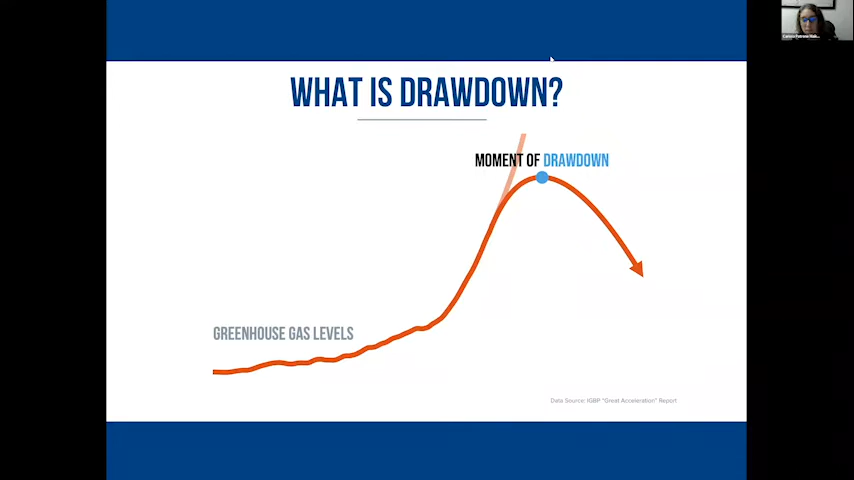 WHAT IS DRAWDOWN?
MOMENT OF DRAWDOWN
GREENHOUSE GAS LEVELS
Data Source: IGBP "Great Acceleration" Report